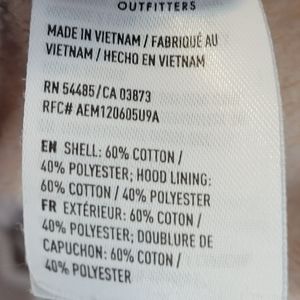 OUTFITTERS
MADE IN VIETNAM / FABRIQUÉ AU
VIETNAM / HECHO EN VIETNAM
RN 54485/CA 03873
RFC# AEM120605U9A
EN SHELL: 60% COTTON /
40% POLYESTER; HOOD LINING:
60% COTTON / 40% POLYESTER
FR EXTÉRIEUR: 60% COTON /
40% POLYESTER; DOUBLURE DE
CAPUCHON: 60% COTON /
40% POLYESTER